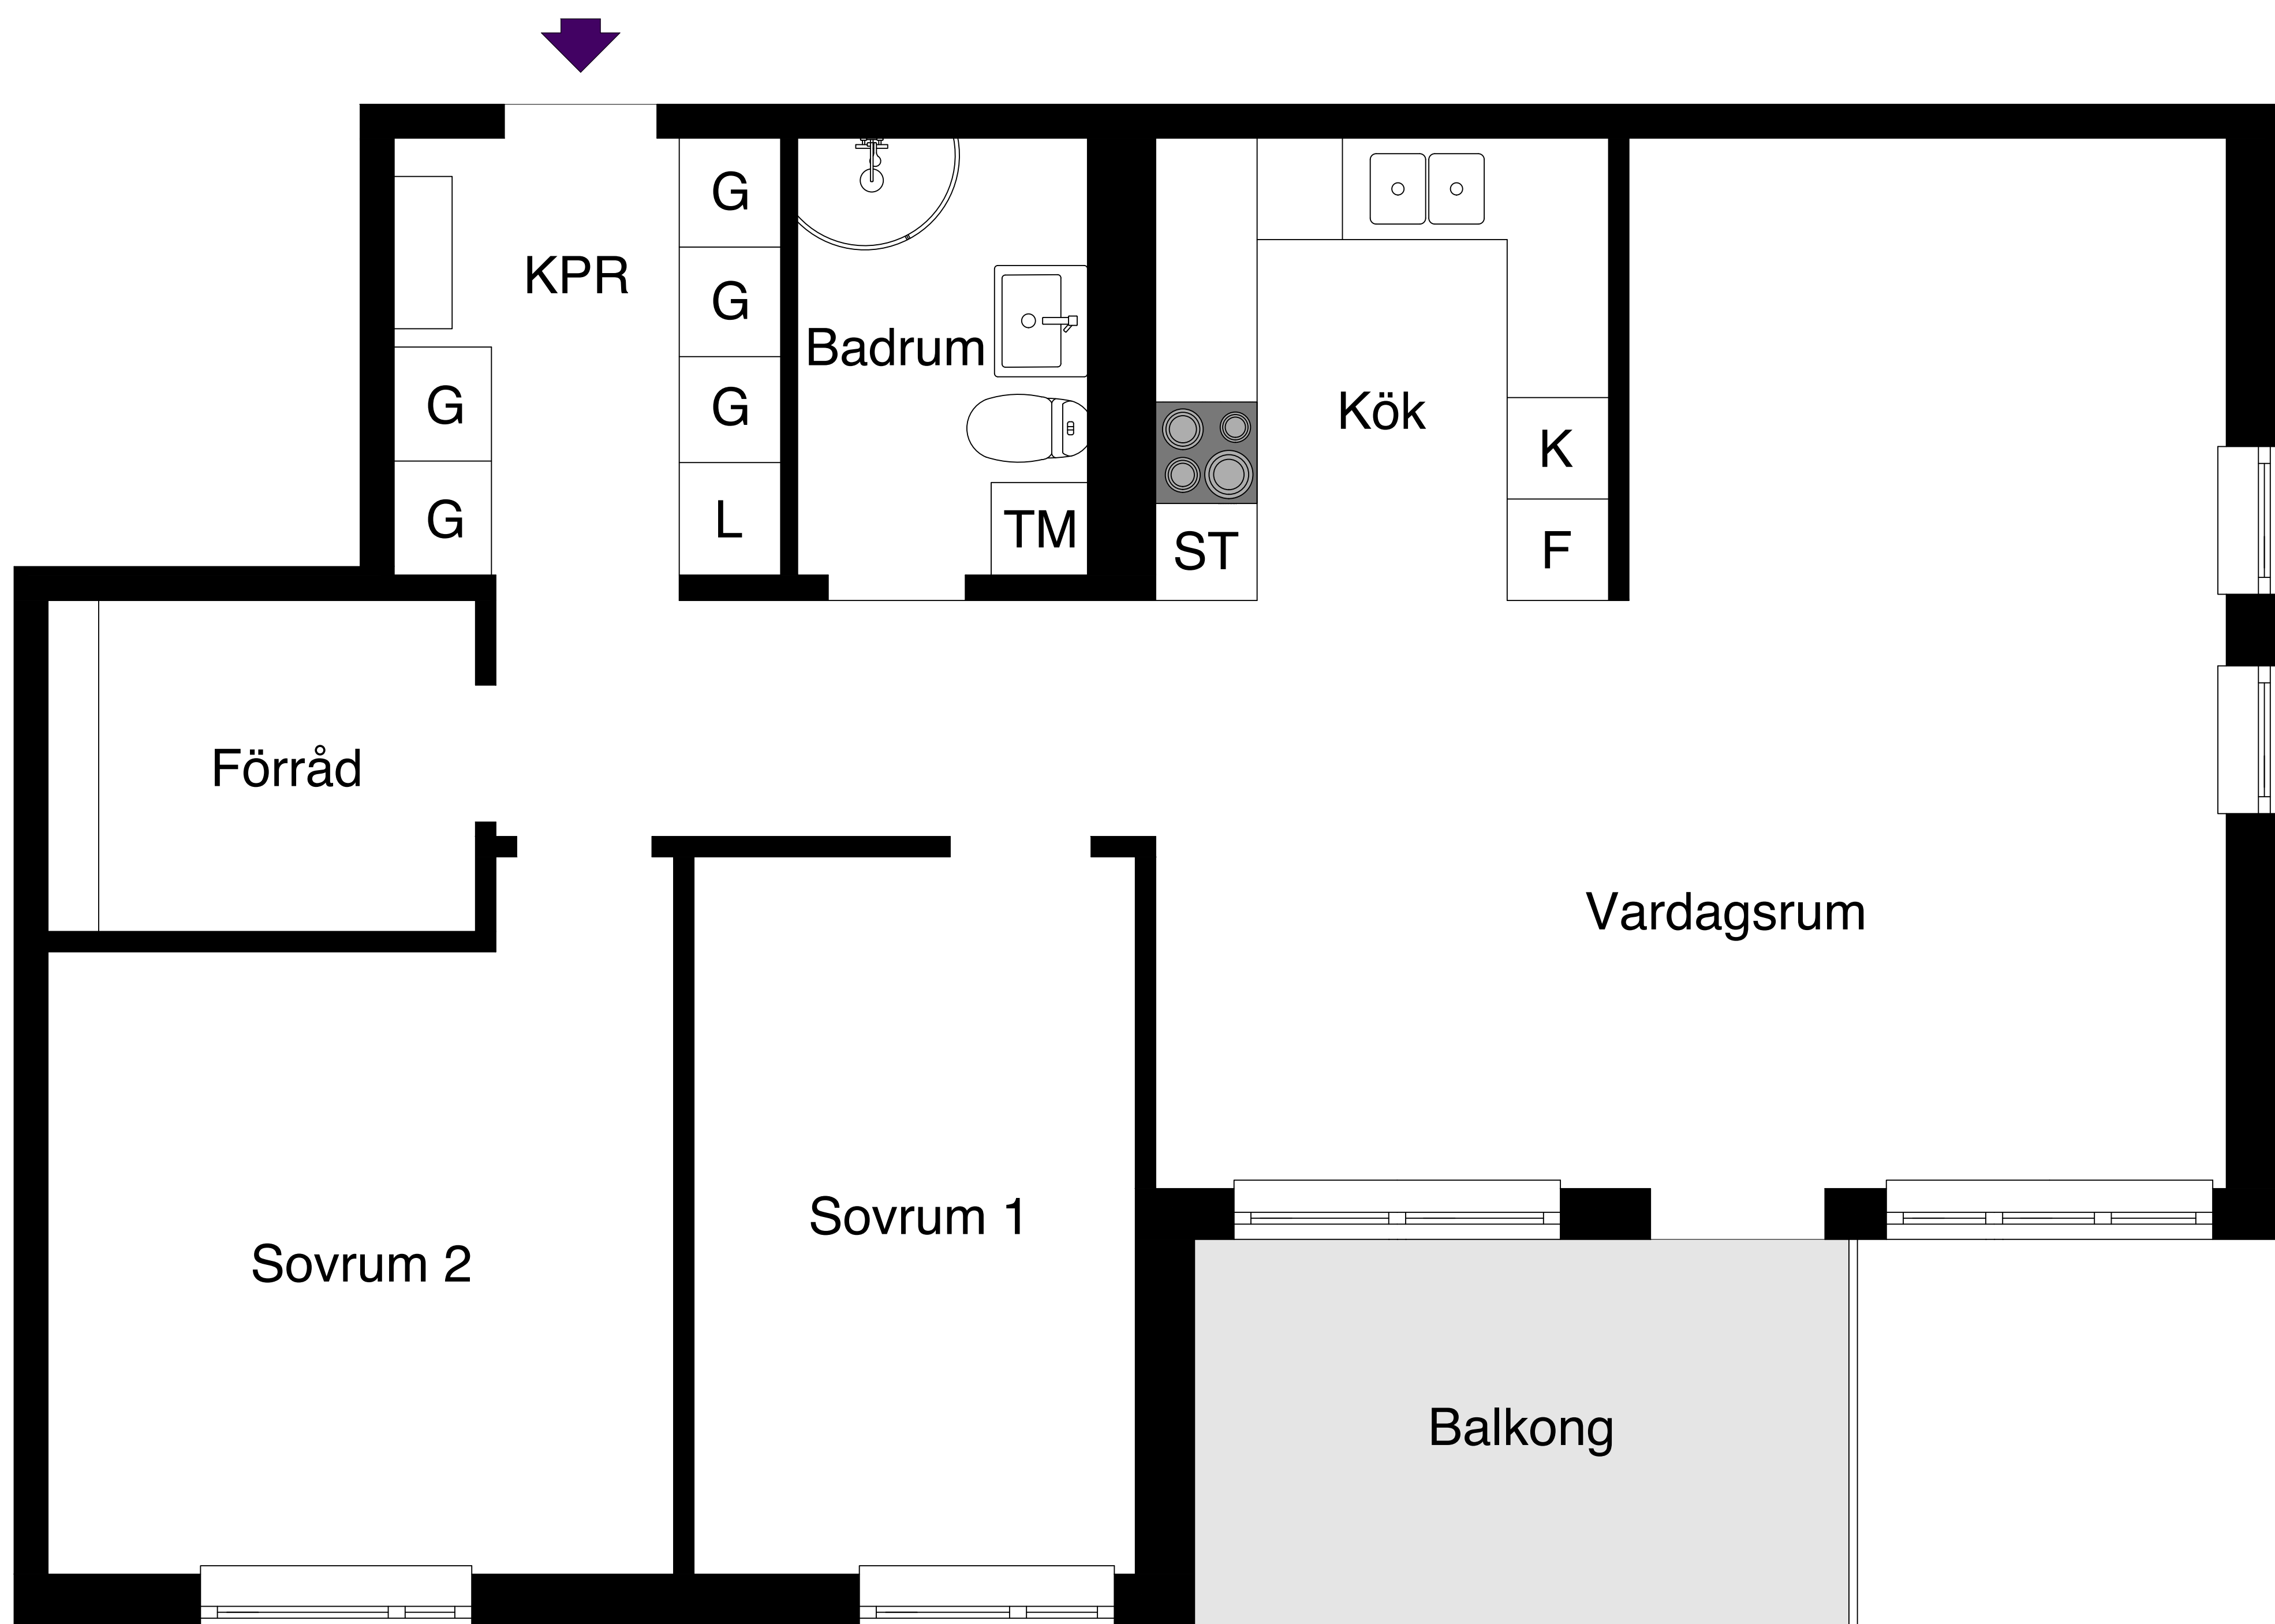 G
KPR
G
Badrum
G
G
Kök
K
G
L
TM
ST
F
Förråd
Vardagsrum
Sovrum 1
Sovrum 2
Balkong